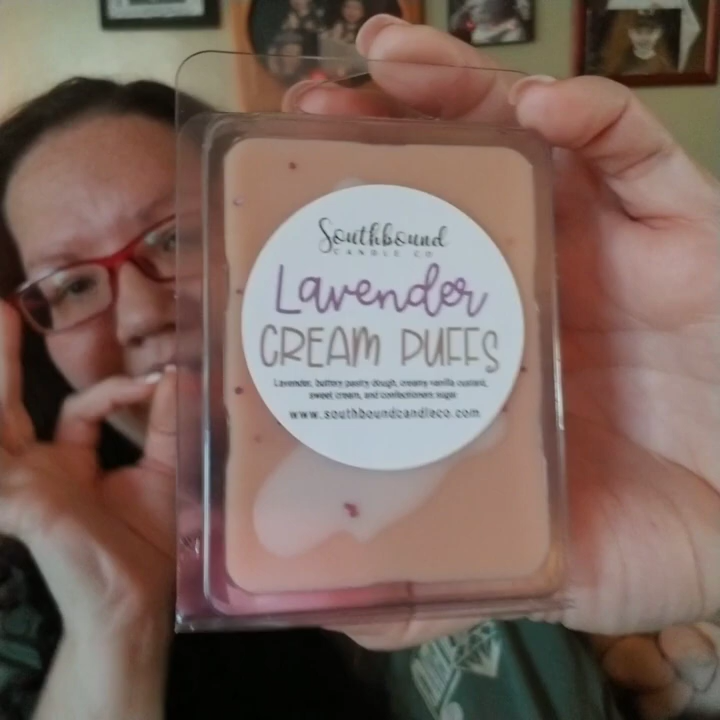 Southbound
CANDLE CO
Lavender
CREAM PUFFS
Lavender, buttery pastry dough, creamy vanilla custard,
sweet cream, and confectioners sugar
www.southboundcandleco.com